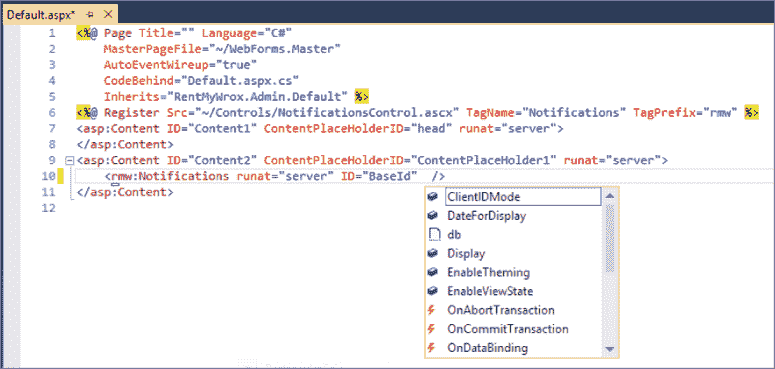 Default.aspx*
1 <%@ Page Title="" Language="C#"
2 MasterPageFile="~/WebForms.Master"
3 AutoEventWireup="true"
4 CodeBehind="Default.aspx.cs"
5 Inherits="RentMyWrox.Admin.Default" %>
6 <%@ Register Src="~/Controls/NotificationsControl.ascx" TagName="Notifications" TagPrefix="rmw" %>
7 <asp:Content ID="Content1" ContentPlaceHolderID="head" runat="server">
8 </asp:Content>
9 <asp:Content ID="Content2" ContentPlaceHolderID="ContentPlaceHolder1" runat="server">
10 <rmw:Notifications runat="server" ID="BaseId" />
11 </asp:Content>
12
ClientIDMode
DateForDisplay
db
Display
EnableTheming
EnableViewState
OnAbortTransaction
OnCommitTransaction
OnDataBinding